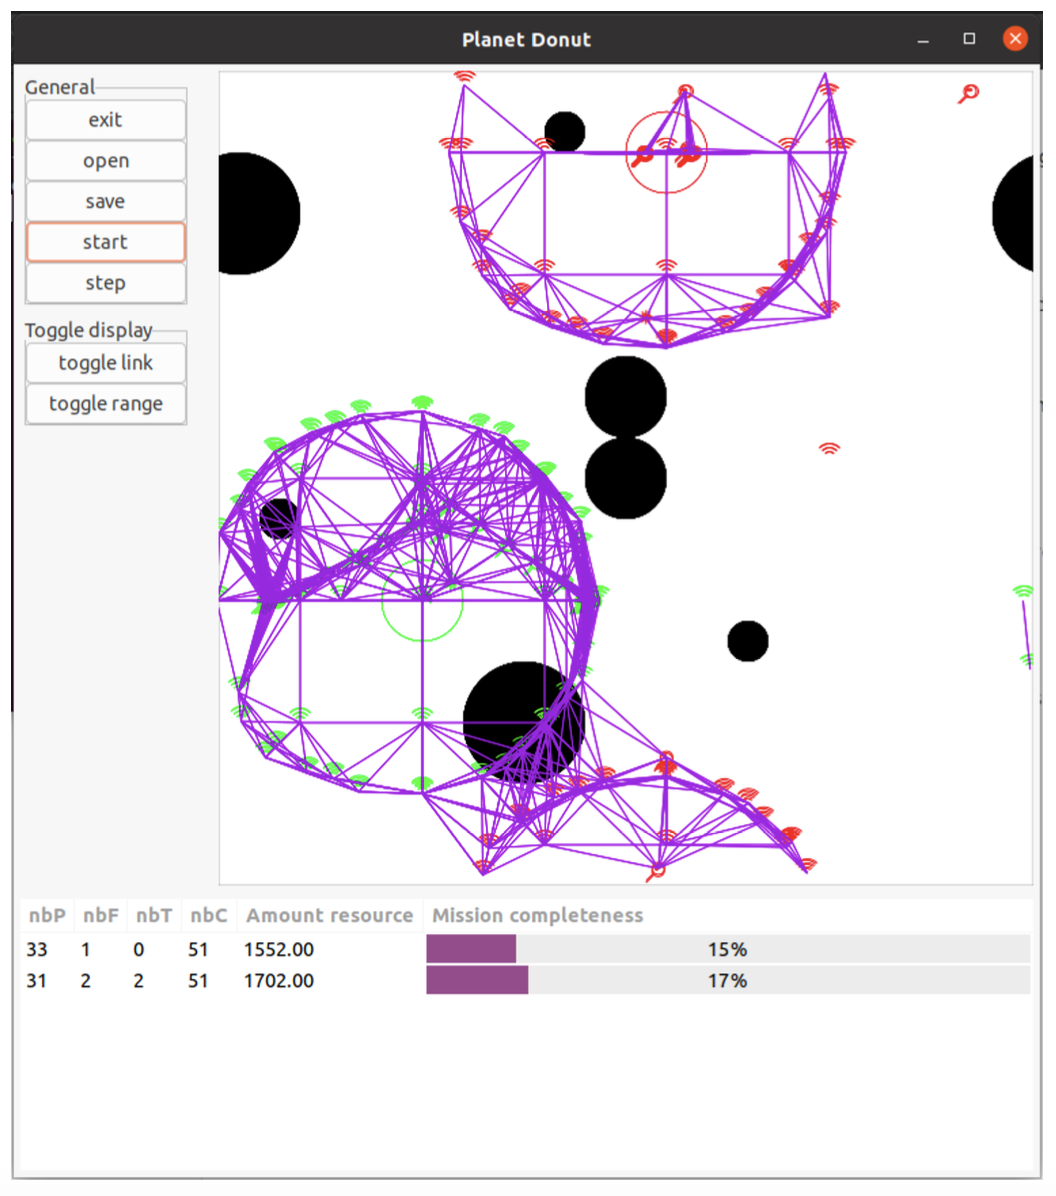 Planet Donut
General
exit
open
save
start
step
Toggle display
toggle link
toggle range
nbP nbF nbT nbC Amount resource Mission completeness
33 1 0 51 1552.00 15%
31 2 2 51 1702.00 17%